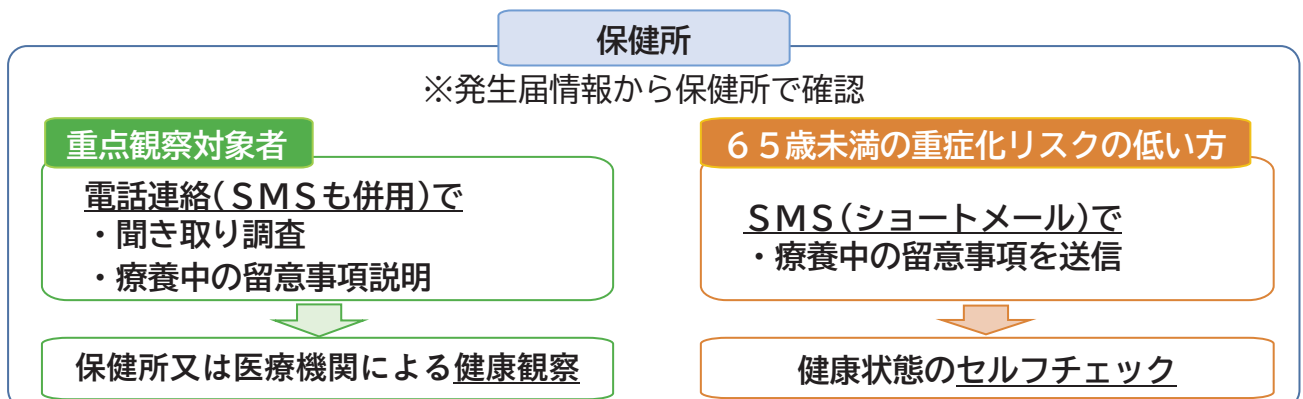 保健所
※発生届情報から保健所で確認
重点観察対象者
電話連絡(ＳＭＳも併用)で
・聞き取り調査
・療養中の留意事項説明
保健所又は医療機関による健康観察
６５歳未満の重症化リスクの低い方
ＳＭＳ(ショートメール)で
・療養中の留意事項を送信
健康状態のセルフチェック